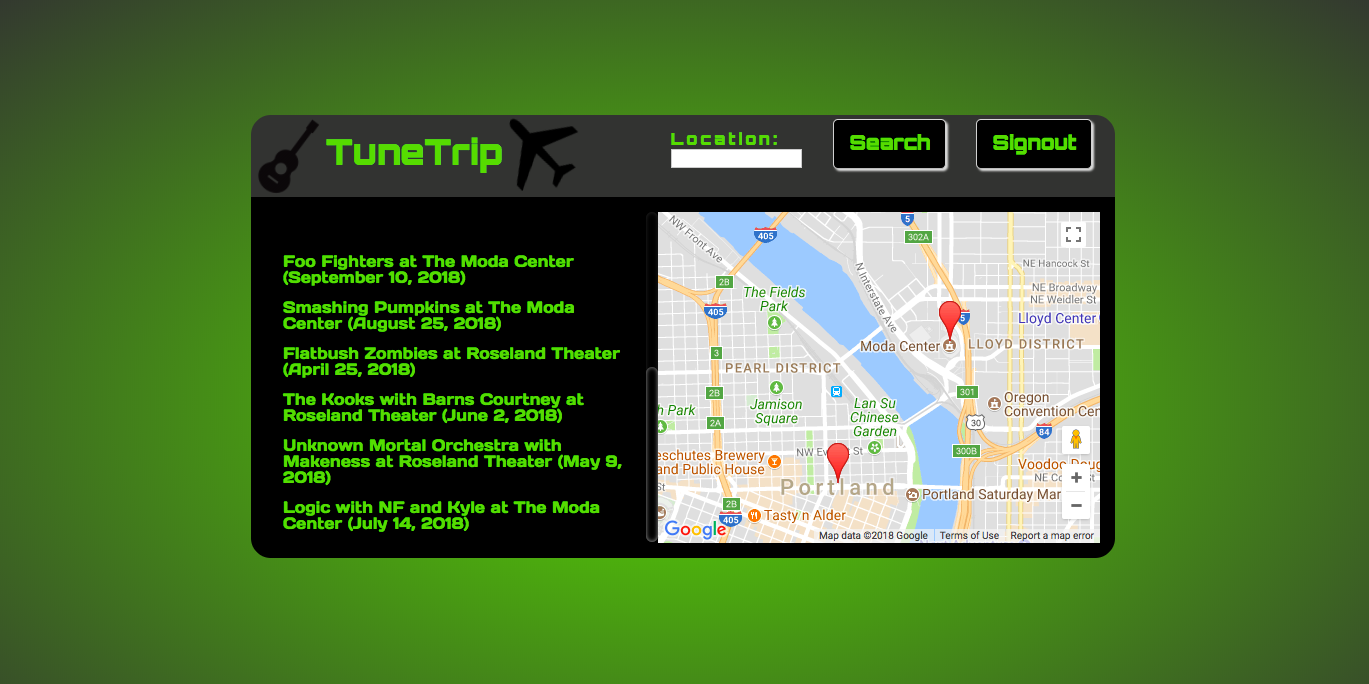 TuneTrip
Location:
Search
Signout
Foo Fighters at The Moda Center
(September 10, 2018)
Smashing Pumpkins at The Moda
Center (August 25, 2018)
Flatbush Zombies at Roseland Theater
(April 25, 2018)
The Kooks with Barns Courtney at
Roseland Theater (June 2, 2018)
Unknown Mortal Orchestra with
Makeness at Roseland Theater (May 9,
2018)
Logic with NF and Kyle at The Moda
Center (July 14, 2018)
NW Front Ave
405
5
302A
N Interstate Ave
NE Hancock St
2B
The Fields
Park
NE Broadway
NE Weidler St
405
5
Lloyd Center
Moda Center
LLOYD DISTRICT
3
PEARL DISTRICT
2B
301
h Park
Jamison
Square
Lan Su
Chinese
Garden
Oregon
Convention Cen
2A
30
84
eschutes Brewery
and Public House
NW Ev St
300B
Voodoo Doug
NE Co St
St
Portland
Portland Saturday Mar
2B
405
Tasty n Alder
Google
Map data ©2018 Google
Terms of Use
Report a map error